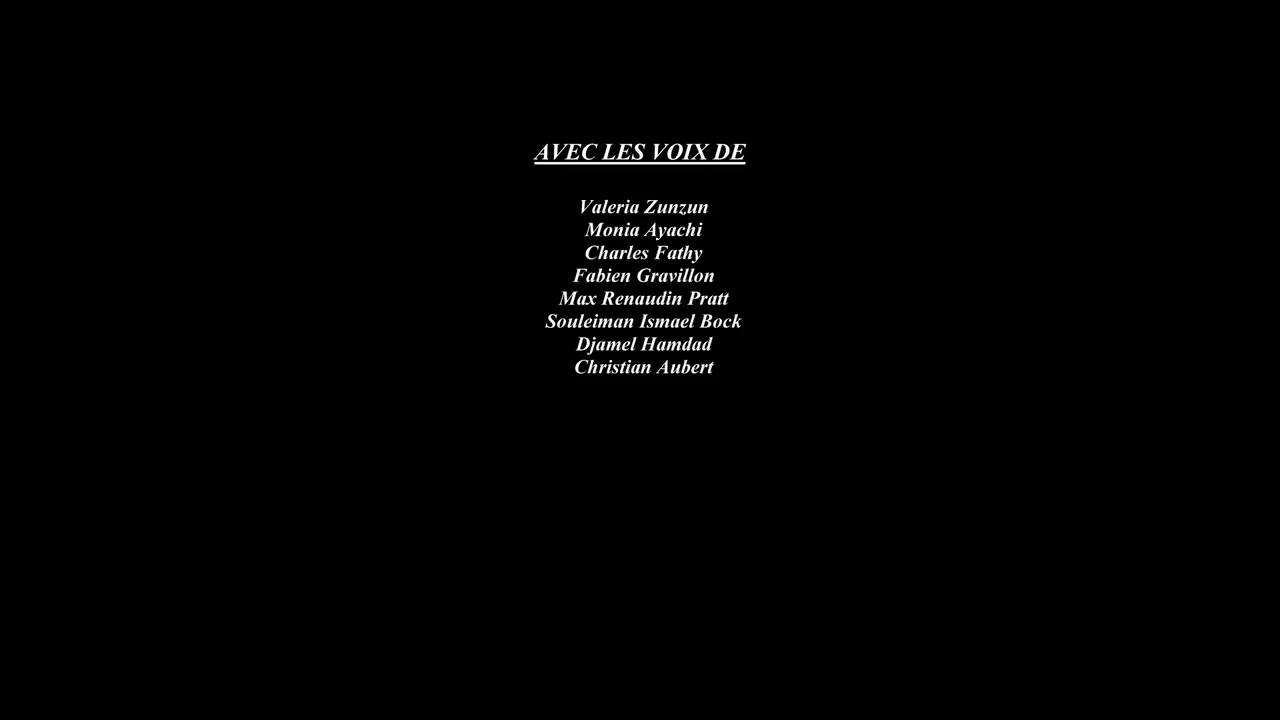 AVEC LES VOIX DE
Valeria Zunzun
Monia Ayachi
Charles Fathy
Fabien Gravillon
Max Renaudin Pratt
Souleiman Ismael Bock
Djamel Hamdad
Christian Aubert